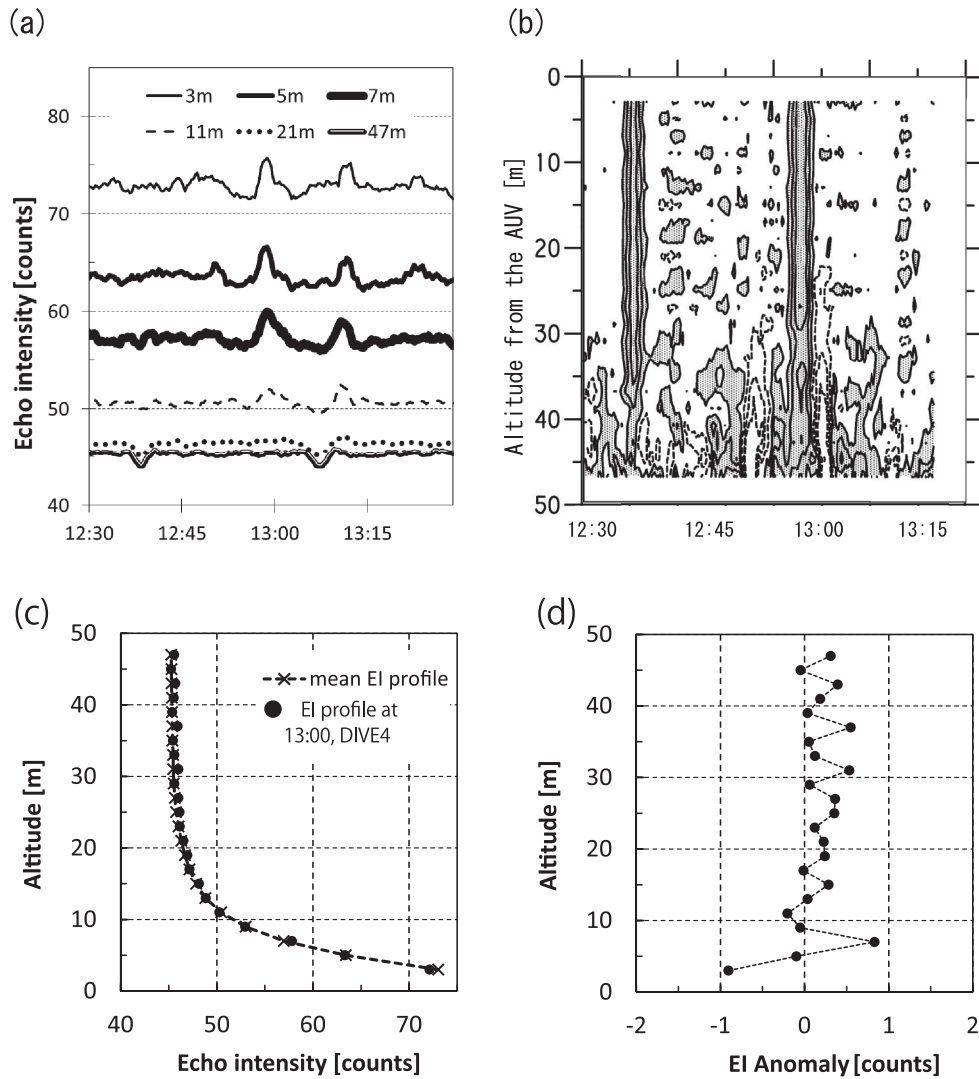 (a)
3m 5m 7m
11m 21m 47m
80
70
60
50
40
Echo intensity [counts]
12:30 12:45 13:00 13:15
(b)
0
10
20
30
40
50
Altitude from the AUV [m]
12:30 12:45 13:00 13:15
(c)
50
40
30
20
10
0
Altitude [m]
mean EI profile
EI profile at
13:00, DIVE4
40 50 60 70
Echo intensity [counts]
(d)
50
40
30
20
10
0
Altitude [m]
-2 -1 0 1 2
EI Anomaly [counts]